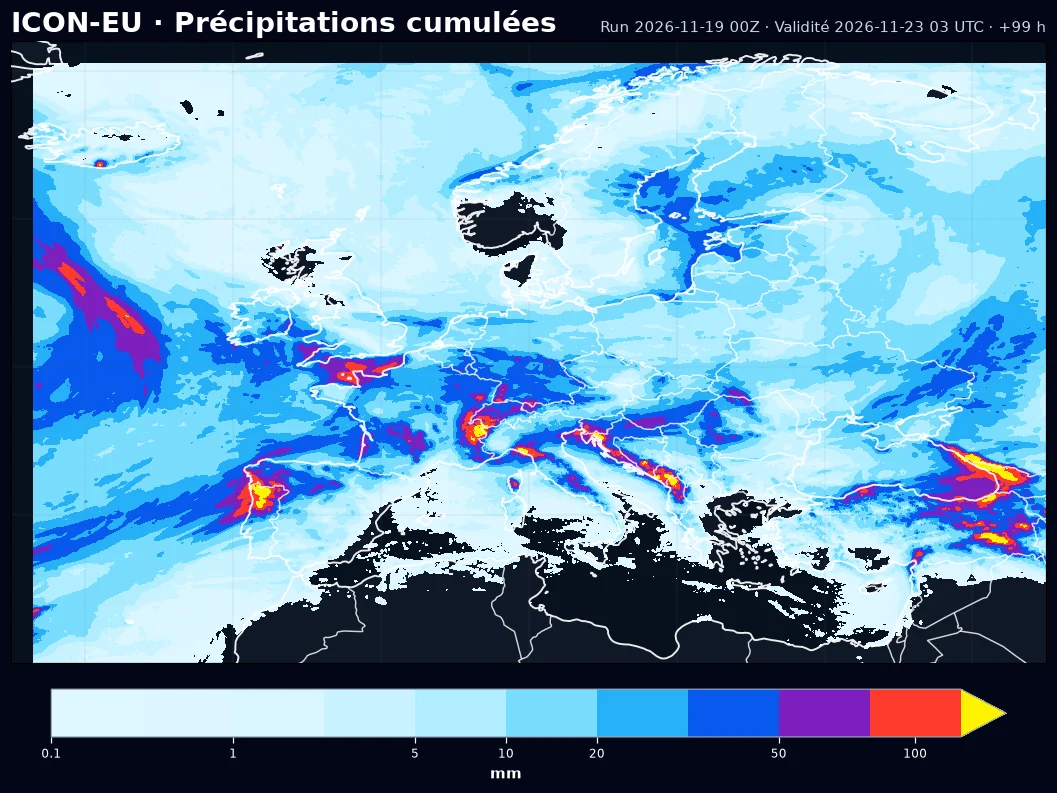 ICON-EU · Précipitations cumulées
Run 2026-11-19 00Z · Validité 2026-11-23 03 UTC · +99 h
0.1 1 5 10 20 50 100
mm